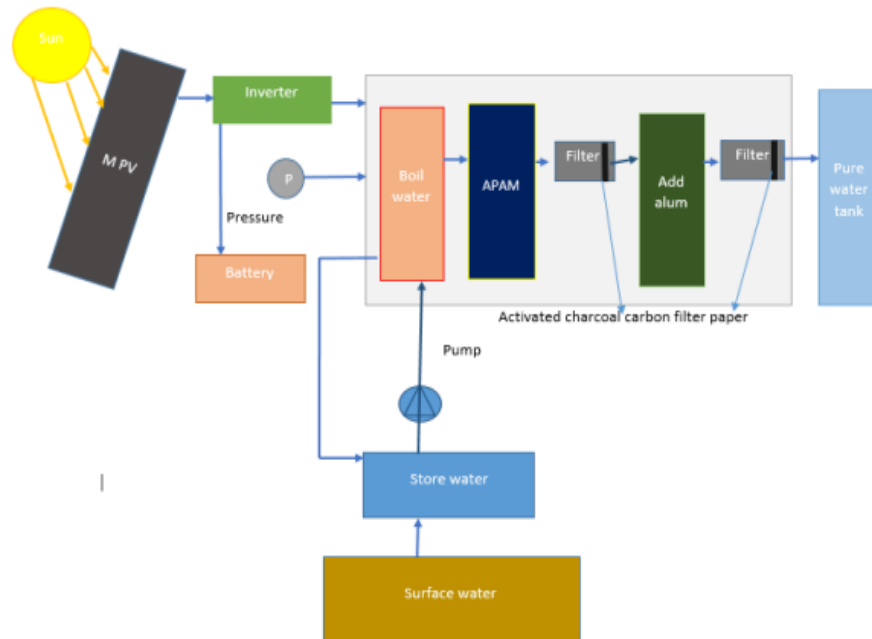 Sun
M PV
Inverter
P
Pressure
Battery
Boil
water
APAM
Filter
Add
alum
Filter
Pure
water
tank
Activated charcoal carbon filter paper
Pump
Store water
Surface water